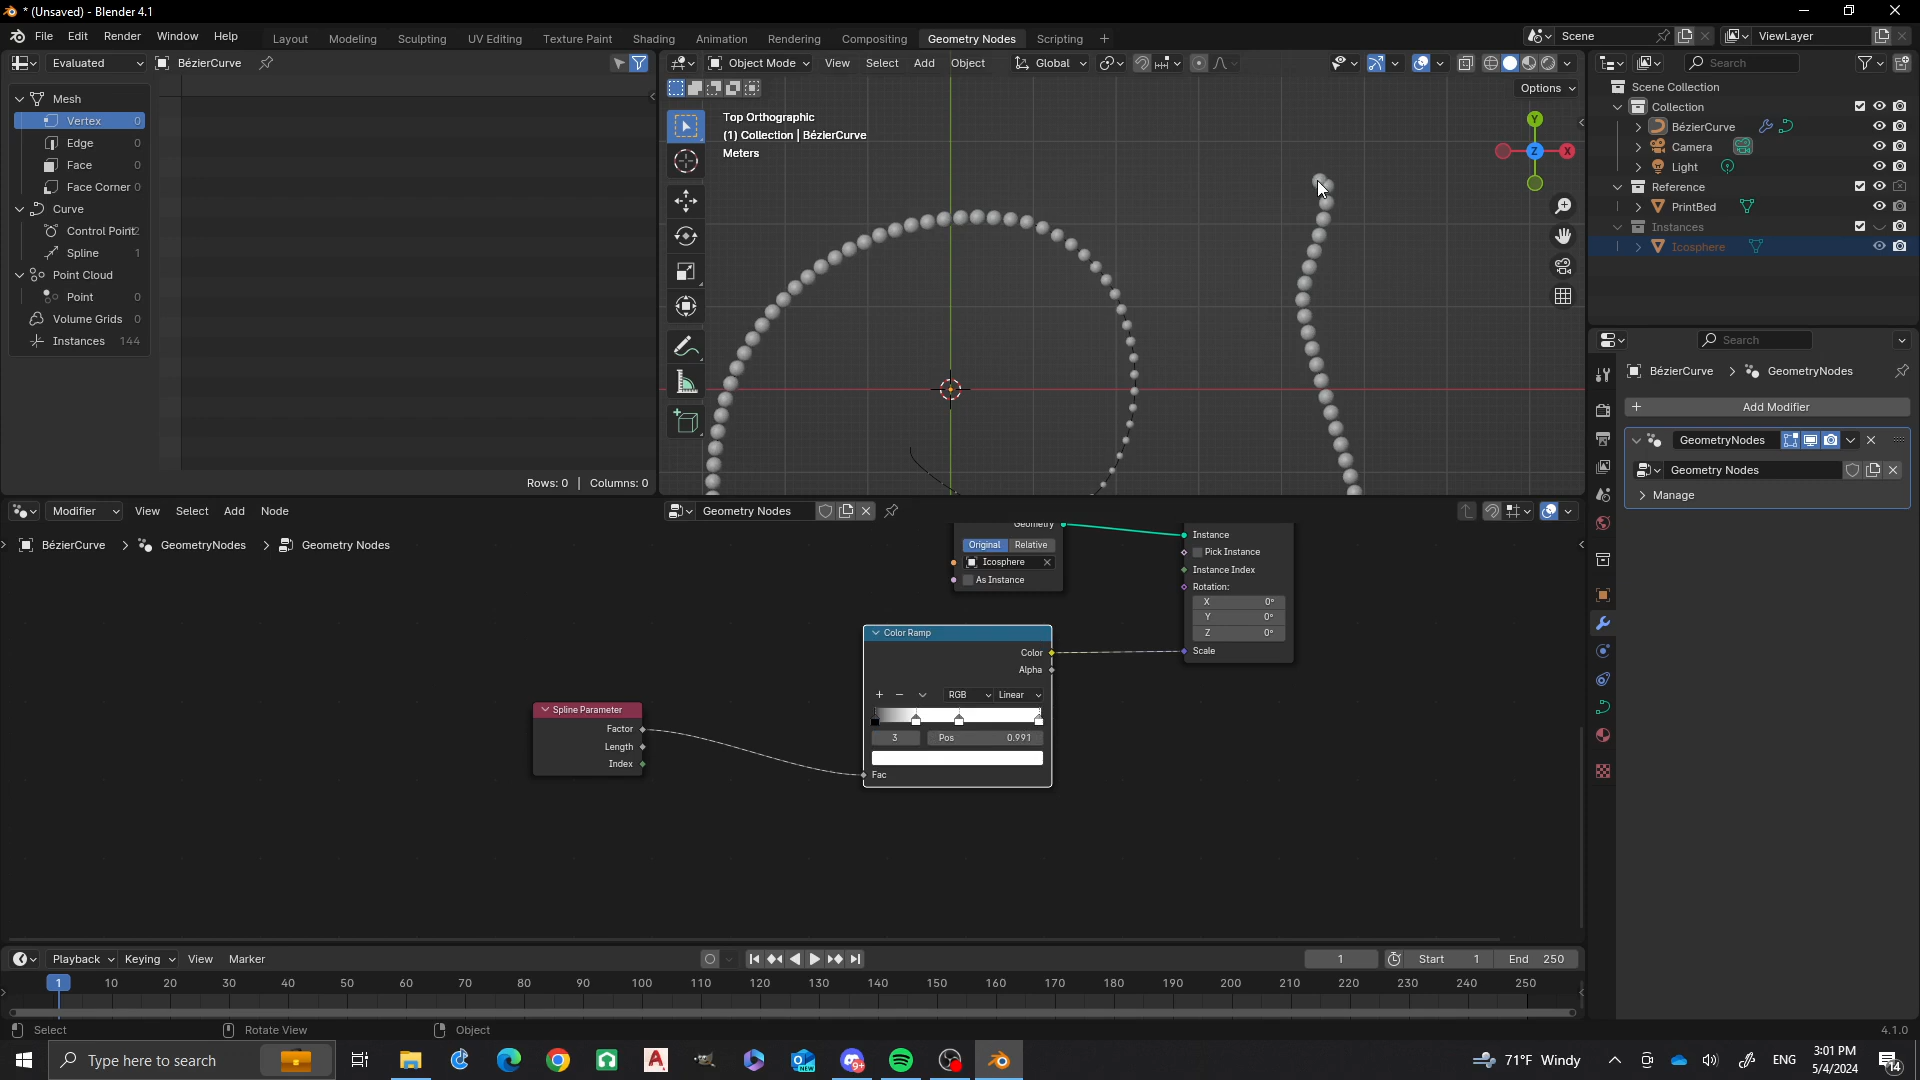 * (Unsaved) - Blender 4.1
File Edit Render Window Help
Layout Modeling Sculpting UV Editing Texture Paint Shading Animation Rendering Compositing Geometry Nodes Scripting +
Scene
ViewLayer
Evaluated BézierCurve
Mesh
Vertex 0
Edge 0
Face 0
Face Corner 0
Curve
Control Point
Spline 1
Point Cloud
Point 0
Volume Grids 0
Instances 144
Rows: 0 | Columns: 0
Object Mode View Select Add Object Global
Options
Top Orthographic
(1) Collection | BézierCurve
Meters
Y
Z
X
Search
Scene Collection
Collection
BézierCurve
Camera
Light
Reference
PrintBed
Instances
Icosphere
Search
BézierCurve GeometryNodes
Add Modifier
GeometryNodes
Geometry Nodes
Manage
Modifier View Select Add Node Geometry Nodes
BézierCurve GeometryNodes Geometry Nodes
Geometry
Original Relative
Icosphere
As Instance
Instance
Pick Instance
Instance Index
Rotation:
X 0°
Y 0°
Z 0°
Scale
Color Ramp
Color
Alpha
RGB Linear
3 Pos 0.991
Fac
Spline Parameter
Factor
Length
Index
Playback Keying View Marker
1 Start 1 End 250
1 10 20 30 40 50 60 70 80 90 100 110 120 130 140 150 160 170 180 190 200 210 220 230 240 250
Select Rotate View Object 4.1.0
Type here to search
71°F Windy
ENG
3:01 PM
5/4/2024
14